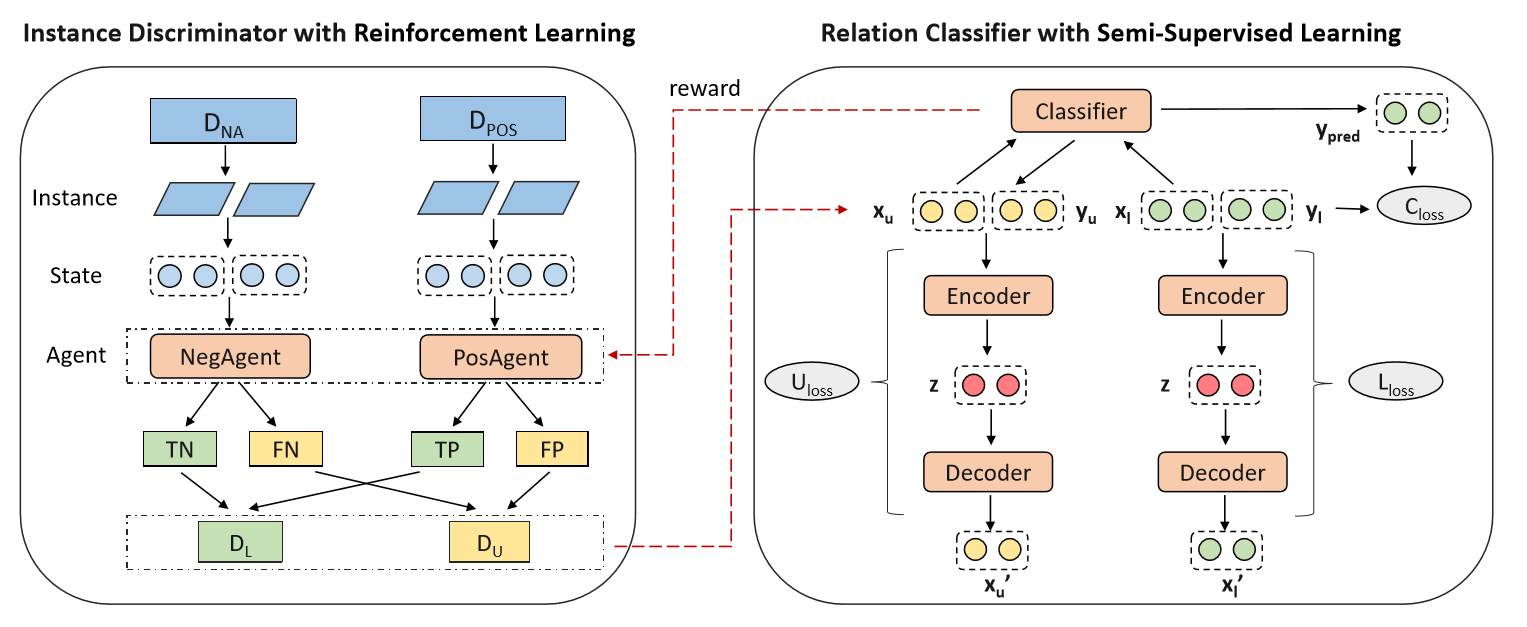 Instance Discriminator with Reinforcement Learning
Relation Classifier with Semi-Supervised Learning
D_NA
D_POS
Instance
State
Agent
NegAgent
PosAgent
TN
FN
TP
FP
D_L
D_U
reward
Classifier
y_pred
x_u
y_u
x_l
y_l
C_loss
Encoder
Encoder
U_loss
z
z
L_loss
Decoder
Decoder
x_u’
x_l’